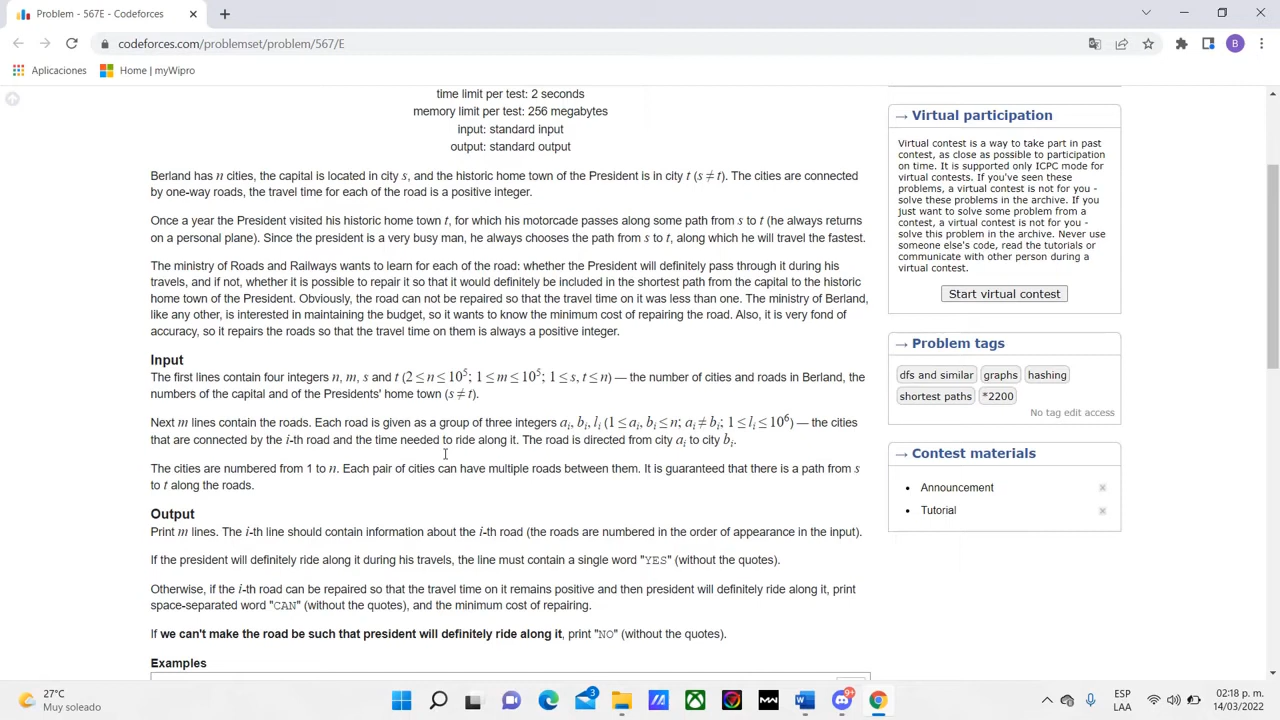 Problem - 567E - Codeforces
codeforces.com/problemset/problem/567/E
B
Aplicaciones
Home | myWipro
time limit per test: 2 seconds
memory limit per test: 256 megabytes
input: standard input
output: standard output
Berland has n cities, the capital is located in city s, and the historic home town of the President is in city t (s ≠ t). The cities are connected
by one-way roads, the travel time for each of the road is a positive integer.
Once a year the President visited his historic home town t, for which his motorcade passes along some path from s to t (he always returns
on a personal plane). Since the president is a very busy man, he always chooses the path from s to t, along which he will travel the fastest.
The ministry of Roads and Railways wants to learn for each of the road: whether the President will definitely pass through it during his
travels, and if not, whether it is possible to repair it so that it would definitely be included in the shortest path from the capital to the historic
home town of the President. Obviously, the road can not be repaired so that the travel time on it was less than one. The ministry of Berland,
like any other, is interested in maintaining the budget, so it wants to know the minimum cost of repairing the road. Also, it is very fond of
accuracy, so it repairs the roads so that the travel time on them is always a positive integer.
Input
The first lines contain four integers n, m, s and t (2 ≤ n ≤ 10⁵; 1 ≤ m ≤ 10⁵; 1 ≤ s, t ≤ n) — the number of cities and roads in Berland, the
numbers of the capital and of the Presidents' home town (s ≠ t).
Next m lines contain the roads. Each road is given as a group of three integers aᵢ, bᵢ, lᵢ (1 ≤ aᵢ, bᵢ ≤ n; aᵢ ≠ bᵢ; 1 ≤ lᵢ ≤ 10⁶) — the cities
that are connected by the i-th road and the time needed to ride along it. The road is directed from city aᵢ to city bᵢ.
The cities are numbered from 1 to n. Each pair of cities can have multiple roads between them. It is guaranteed that there is a path from s
to t along the roads.
Output
Print m lines. The i-th line should contain information about the i-th road (the roads are numbered in the order of appearance in the input).
If the president will definitely ride along it during his travels, the line must contain a single word "YES" (without the quotes).
Otherwise, if the i-th road can be repaired so that the travel time on it remains positive and then president will definitely ride along it, print
space-separated word "CAN" (without the quotes), and the minimum cost of repairing.
If we can't make the road be such that president will definitely ride along it, print "NO" (without the quotes).
Examples
→ Virtual participation
Virtual contest is a way to take part in past
contest, as close as possible to participation
on time. It is supported only ICPC mode for
virtual contests. If you've seen these
problems, a virtual contest is not for you -
solve these problems in the archive. If you
just want to solve some problem from a
contest, a virtual contest is not for you -
solve this problem in the archive. Never use
someone else's code, read the tutorials or
communicate with other person during a
virtual contest.
Start virtual contest
→ Problem tags
dfs and similar graphs hashing
shortest paths *2200
No tag edit access
→ Contest materials
Announcement
Tutorial
27°C
Muy soleado
3
9+
ESP
LAA
02:18 p. m.
14/03/2022